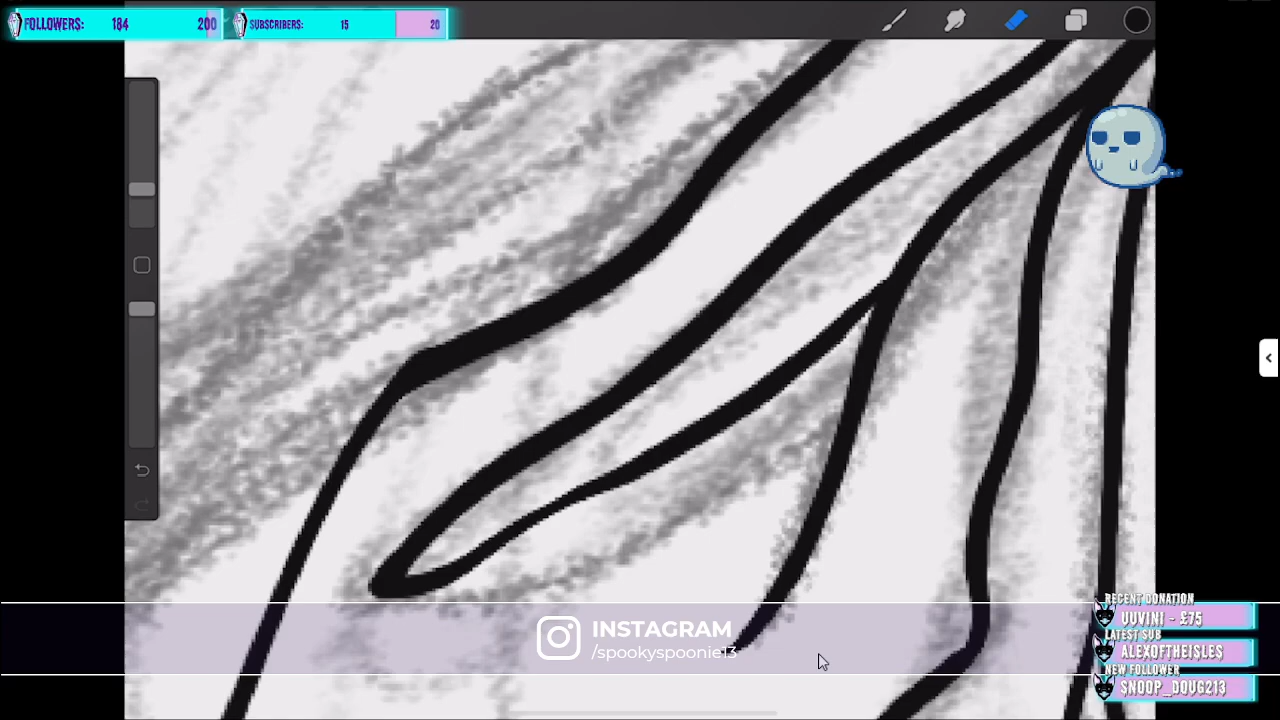 FOLLOWERS: 184 200
SUBSCRIBERS: 15 20
INSTAGRAM
/spookyspoonie13
RECENT DONATION
UUVINI - £75
LATEST SUB
ALEXOFTHEISLES
NEW FOLLOWER
SNOOP_DOUG213